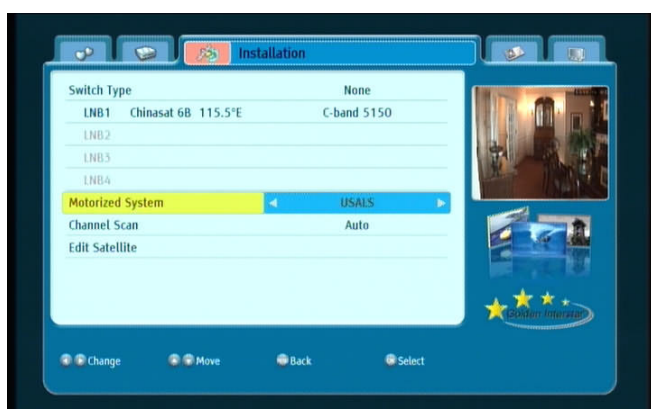 Installation
Switch Type None
LNB1 Chinasat 6B 115.5°E C-band 5150
LNB2
LNB3
LNB4
Motorized System USALS
Channel Scan Auto
Edit Satellite
Golden Interstar
Change Move Back Select